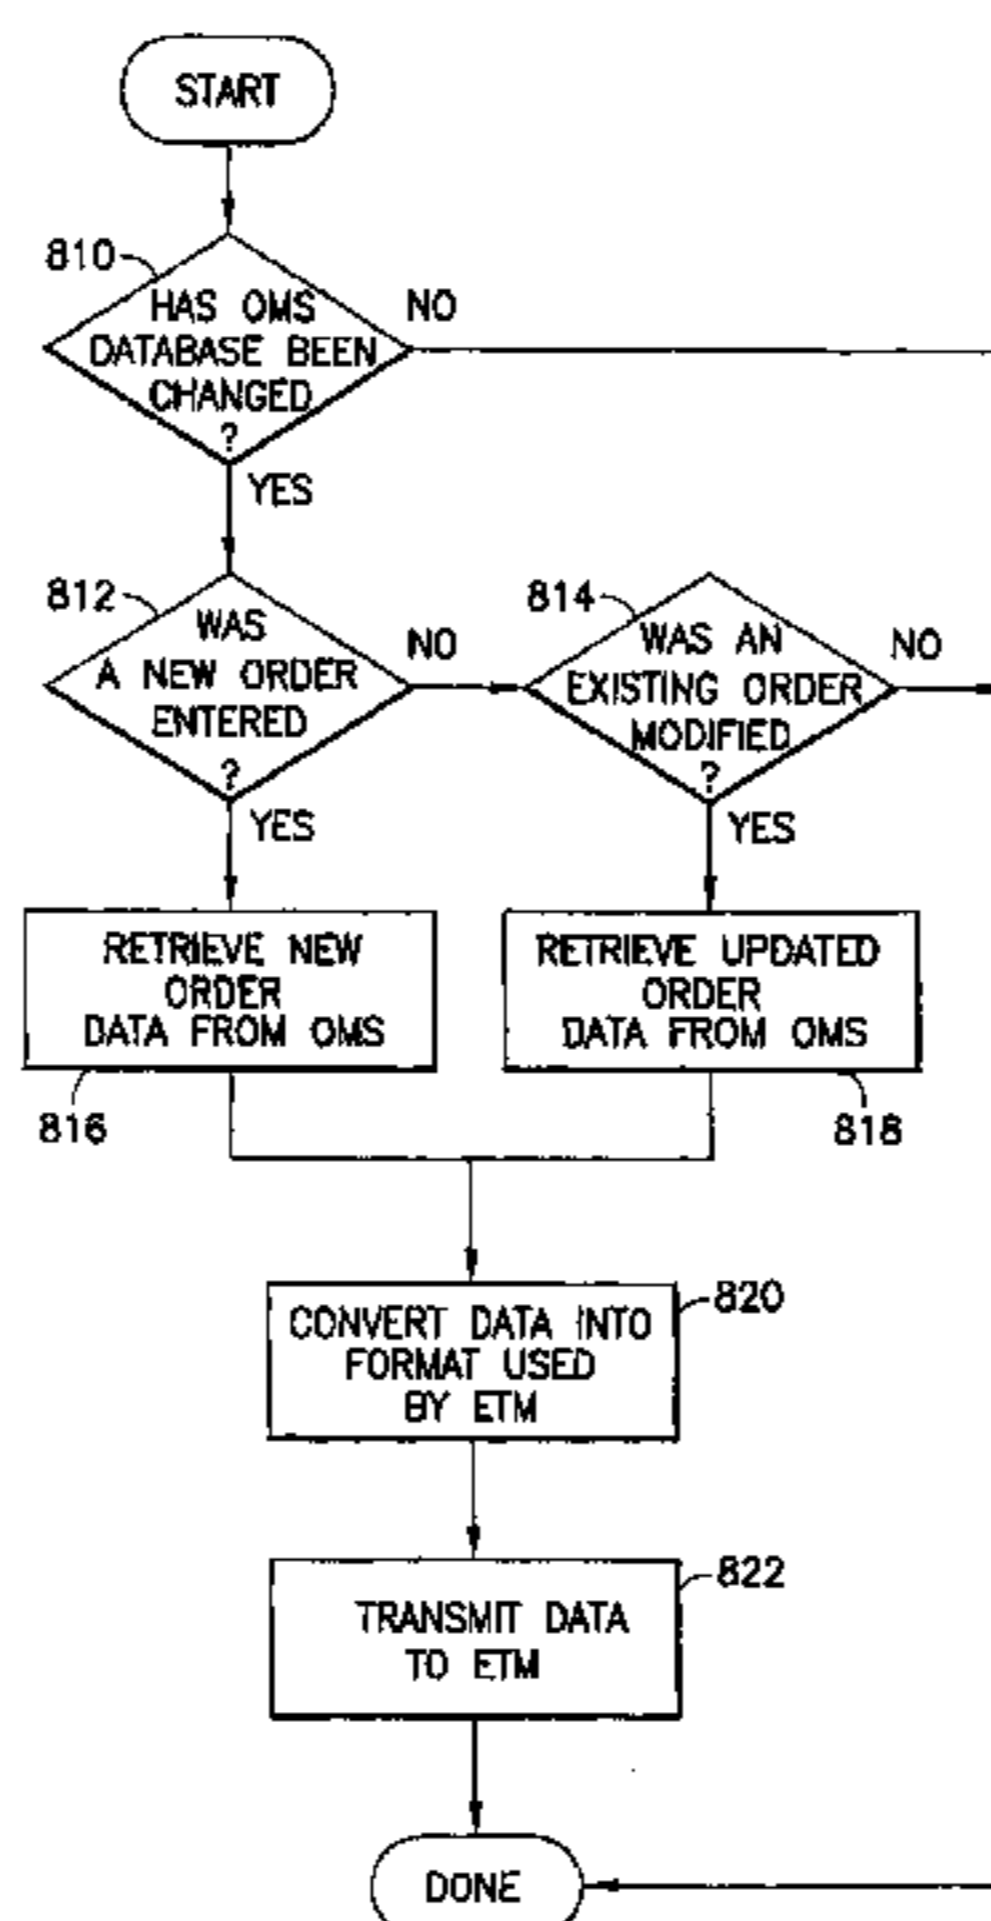 START
810
HAS OMS
DATABASE BEEN
CHANGED
?
NO
YES
812
WAS
A NEW ORDER
ENTERED
?
NO
YES
814
WAS AN
EXISTING ORDER
MODIFIED
?
NO
YES
RETRIEVE NEW
ORDER
DATA FROM OMS
816
RETRIEVE UPDATED
ORDER
DATA FROM OMS
818
CONVERT DATA INTO
FORMAT USED
BY ETM
820
TRANSMIT DATA
TO ETM
822
DONE